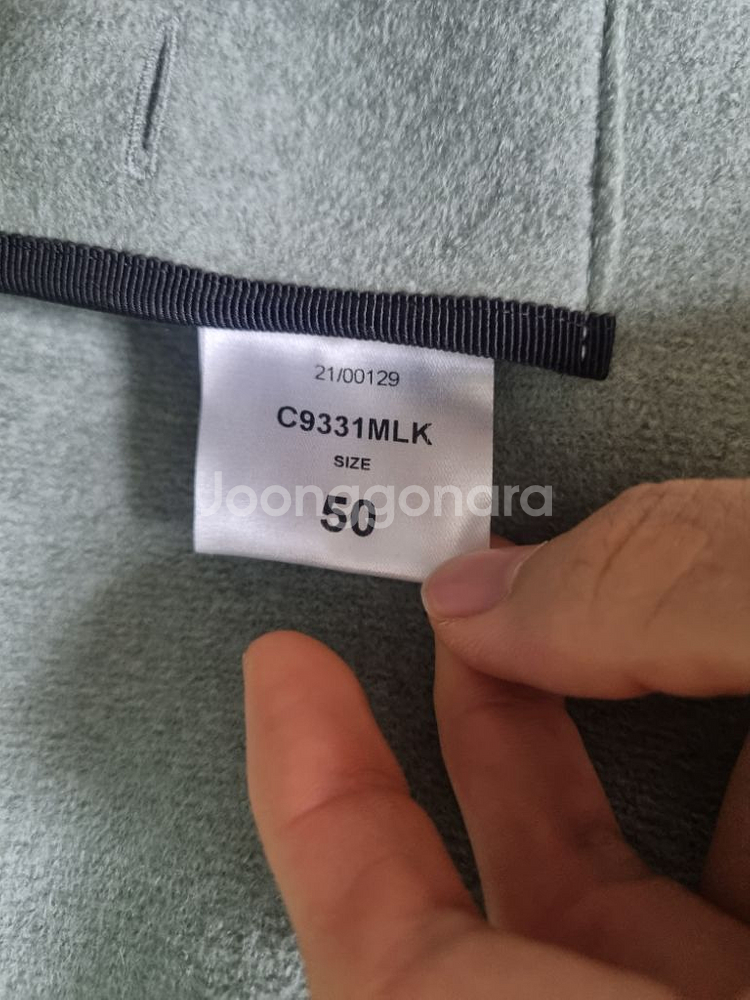 21/00129
C9331MLK
SIZE
50
Joonggonara